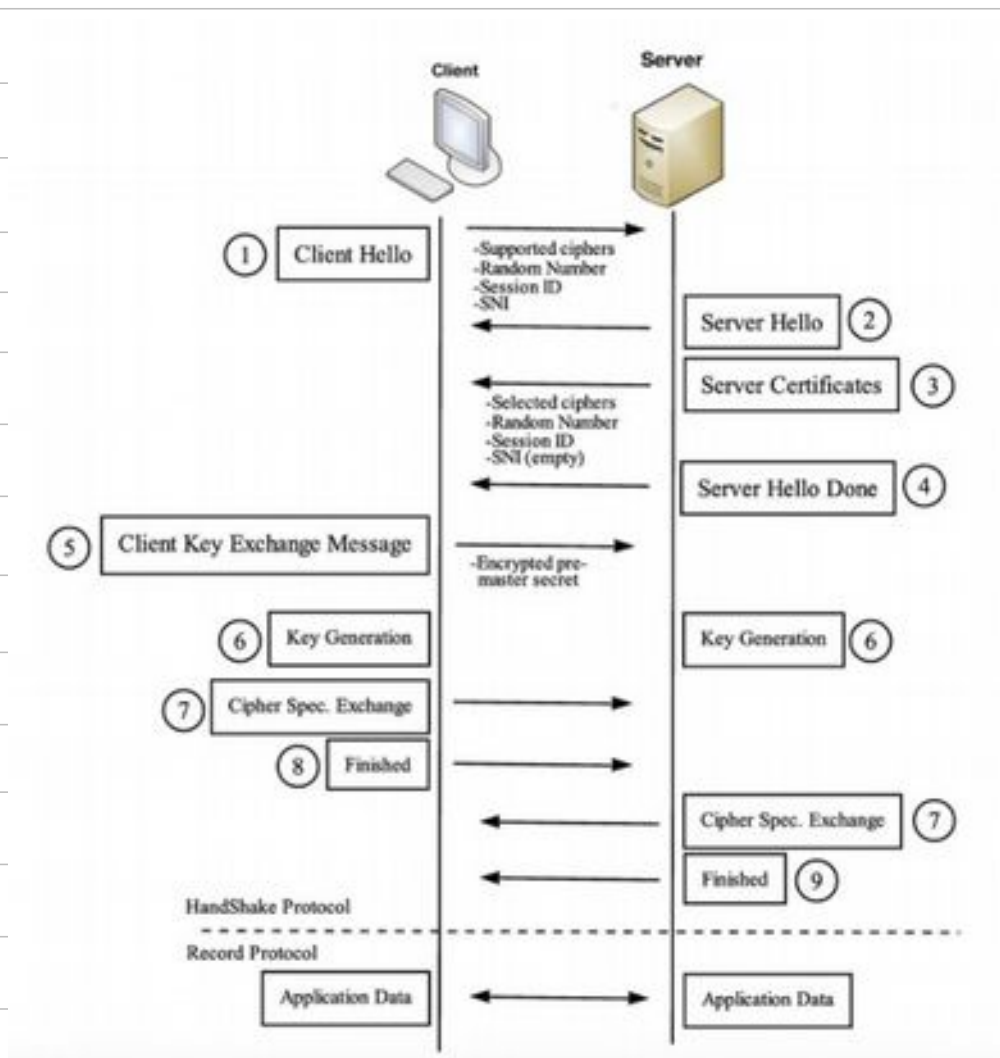 Client
Server
1 Client Hello
-Supported ciphers
-Random Number
-Session ID
-SNI
Server Hello 2
Server Certificates 3
-Selected ciphers
-Random Number
-Session ID
-SNI (empty)
Server Hello Done 4
5 Client Key Exchange Message
-Encrypted pre-
master secret
6 Key Generation
Key Generation 6
7 Cipher Spec. Exchange
8 Finished
Cipher Spec. Exchange 7
Finished 9
HandShake Protocol
Record Protocol
Application Data
Application Data